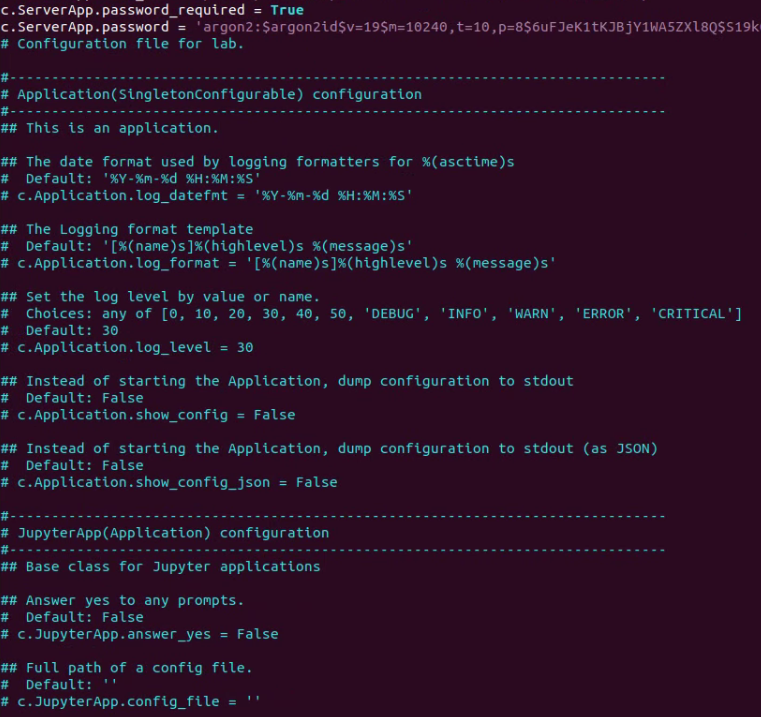 c.ServerApp.password_required = True
c.ServerApp.password = 'argon2:$argon2id$v=19$m=10240,t=10,p=8$6uFJeK1tKJBjY1WA5ZXl8Q$S19k
# Configuration file for lab.
#------------------------------------------------------------------------------
# Application(SingletonConfigurable) configuration
#------------------------------------------------------------------------------
## This is an application.
## The date format used by logging formatters for %(asctime)s
#  Default: '%Y-%m-%d %H:%M:%S'
# c.Application.log_datefmt = '%Y-%m-%d %H:%M:%S'
## The Logging format template
#  Default: '[%(name)s]%(highlevel)s %(message)s'
# c.Application.log_format = '[%(name)s]%(highlevel)s %(message)s'
## Set the log level by value or name.
#  Choices: any of [0, 10, 20, 30, 40, 50, 'DEBUG', 'INFO', 'WARN', 'ERROR', 'CRITICAL']
#  Default: 30
# c.Application.log_level = 30
## Instead of starting the Application, dump configuration to stdout
#  Default: False
# c.Application.show_config = False
## Instead of starting the Application, dump configuration to stdout (as JSON)
#  Default: False
# c.Application.show_config_json = False
#------------------------------------------------------------------------------
# JupyterApp(Application) configuration
#------------------------------------------------------------------------------
## Base class for Jupyter applications
## Answer yes to any prompts.
#  Default: False
# c.JupyterApp.answer_yes = False
## Full path of a config file.
#  Default: ''
# c.JupyterApp.config_file = ''